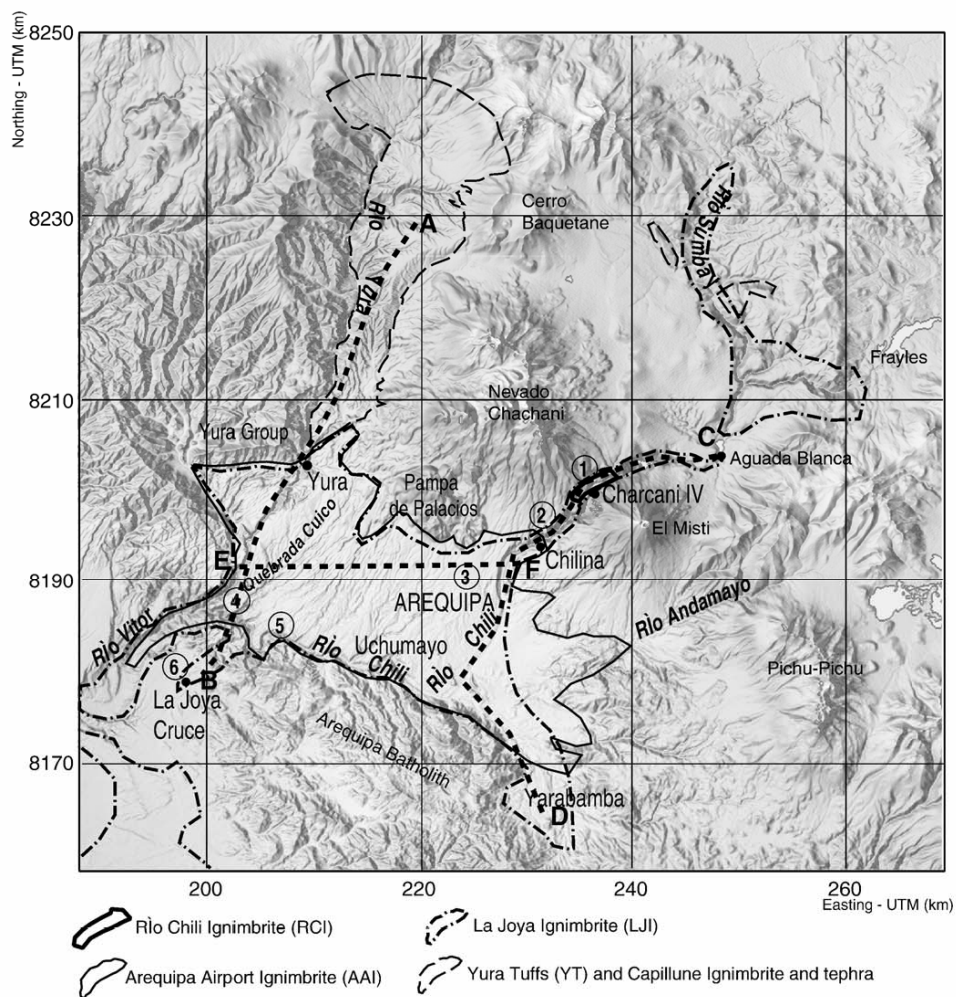 Northing - UTM (km)
8250
8230
8210
8190
8170
A
Rio
Yura
Cerro
Baquetane
Rìo Sumbay
Frayles
Nevado
Chachani
Yura Group
C
Aguada Blanca
Yura
Pampa
de Palacios
1
Charcani IV
2
El Misti
Quebrada Cuico
Chilina
E
F
3
AREQUIPA
Rìo Andamayo
4
Rìo Vitor
5
Uchumayo
Rìo Chili
Rìo Chili
6
B
La Joya
Cruce
Pichu-Pichu
Arequipa Batholith
Yarabamba
D
200
220
240
260
Easting - UTM (km)
Rìo Chili Ignimbrite (RCI)
La Joya Ignimbrite (LJI)
Arequipa Airport Ignimbrite (AAI)
Yura Tuffs (YT) and Capillune Ignimbrite and tephra